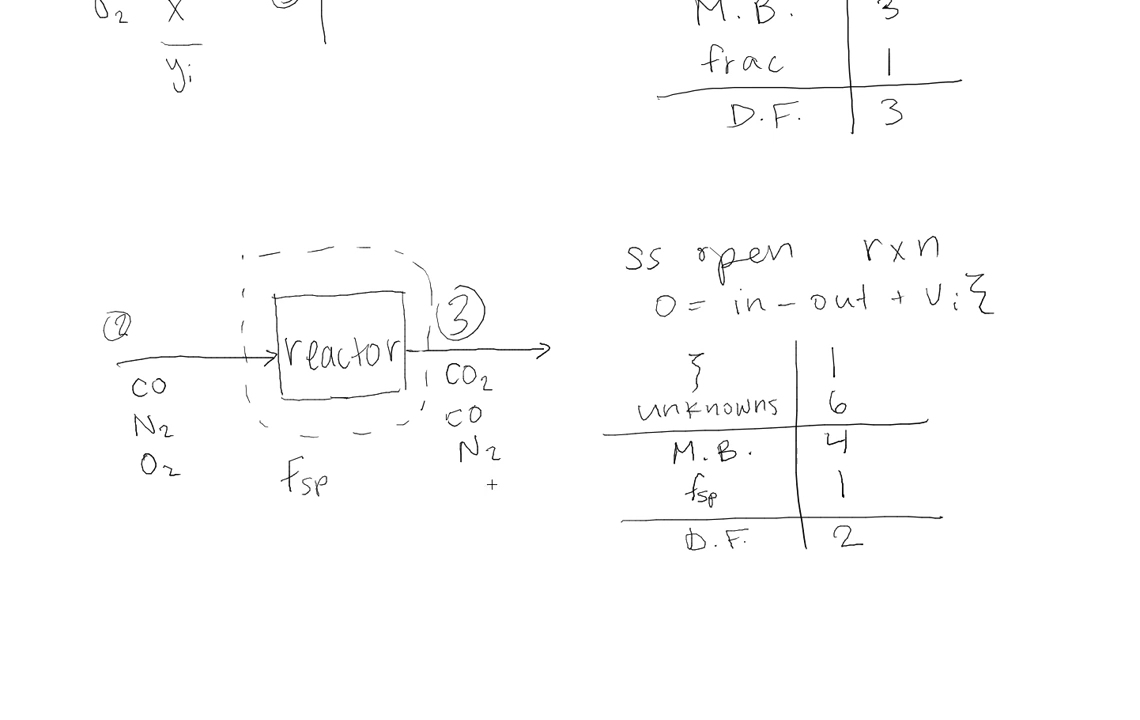 O₂ X
yi
M.B. 3
frac 1
D.F. 3
ss open rxn
0 = in - out + νiξ
②
reactor
③
CO
N₂
O₂
CO₂
CO
N₂
+
fsp
ξ 1
unknowns 6
M.B. 4
fsp 1
D.F. 2